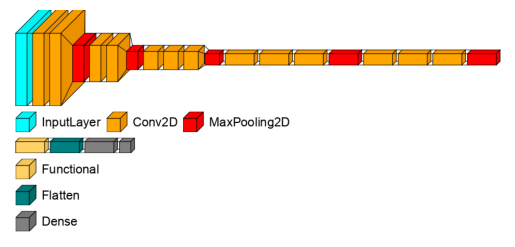 InputLayer Conv2D MaxPooling2D
Functional
Flatten
Dense